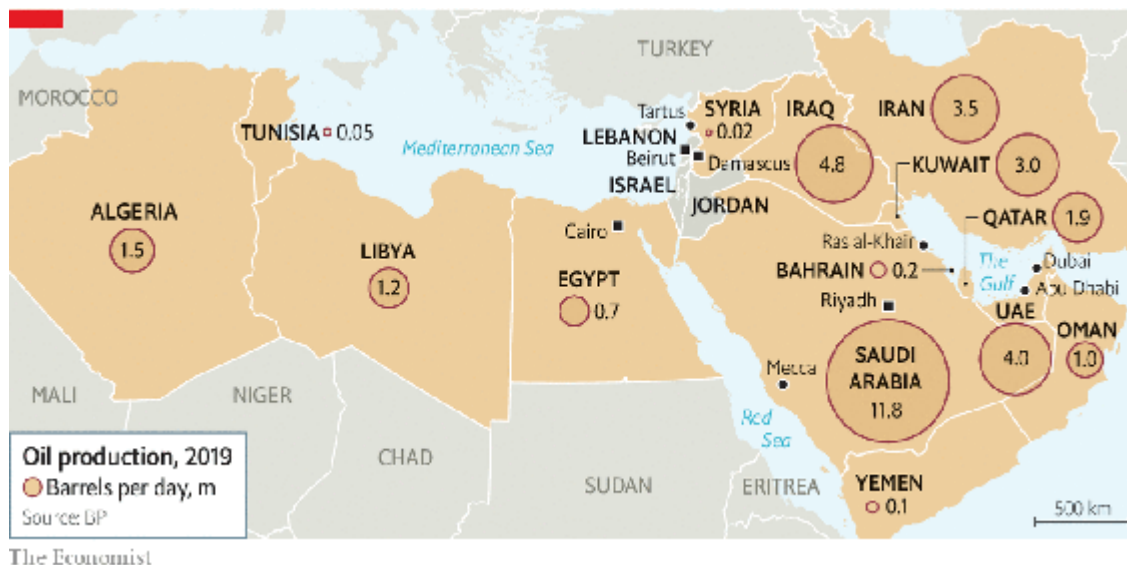 TURKEY
MOROCCO
TUNISIA 0.05
Mediterranean Sea
Tartus
SYRIA
0.02
LEBANON
Beirut
Damascus
ISRAEL
JORDAN
IRAQ
4.8
IRAN
3.5
KUWAIT
3.0
QATAR
1.9
ALGERIA
1.5
LIBYA
1.2
Cairo
EGYPT
0.7
Ras al-Khair
BAHRAIN 0.2
The
Gulf
Dubai
Abu Dhabi
Riyadh
UAE
4.0
OMAN
1.0
Mecca
SAUDI
ARABIA
11.8
Red
Sea
MALI
NIGER
CHAD
SUDAN
ERITREA
YEMEN
0.1
500 km
Oil production, 2019
Barrels per day, m
Source: BP
The Economist